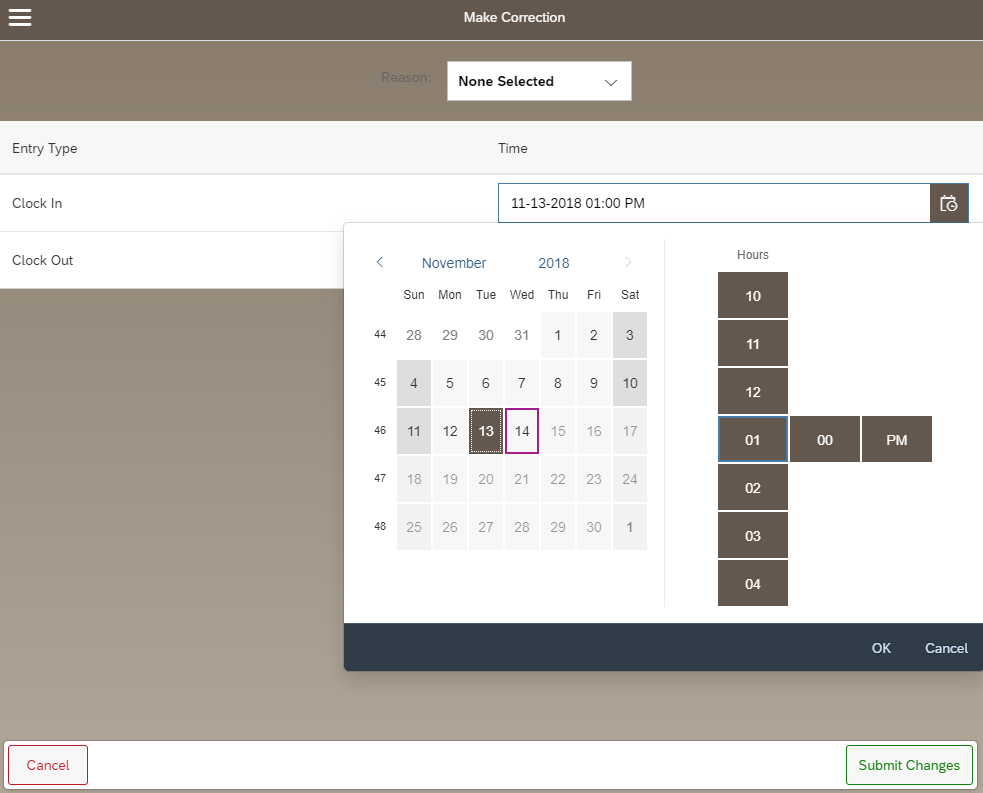 Make Correction
Reason: None Selected
Entry Type Time
Clock In 11-13-2018 01:00 PM
Clock Out
November 2018
Sun Mon Tue Wed Thu Fri Sat
44 28 29 30 31 1 2 3
45 4 5 6 7 8 9 10
46 11 12 13 14 15 16 17
47 18 19 20 21 22 23 24
48 25 26 27 28 29 30 1
Hours
10
11
12
01 00 PM
02
03
04
OK Cancel
Cancel Submit Changes